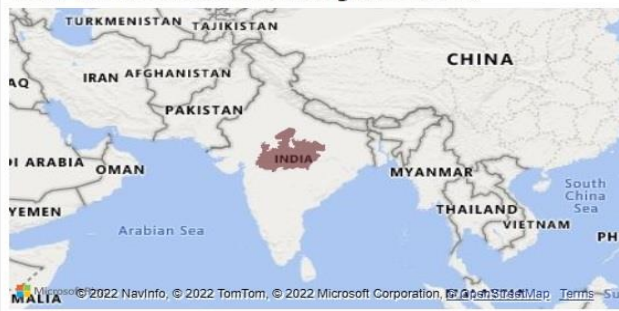 TURKMENISTAN TAJIKISTAN
CHINA
IRAN AFGHANISTAN
AQ
PAKISTAN
INDIA
I ARABIA OMAN
MYANMAR
South
China
Sea
YEMEN
THAILAND
VIETNAM
Arabian Sea
PH
MALIA
© 2022 NavInfo, © 2022 TomTom, © 2022 Microsoft Corporation, © OpenStreetMap Terms